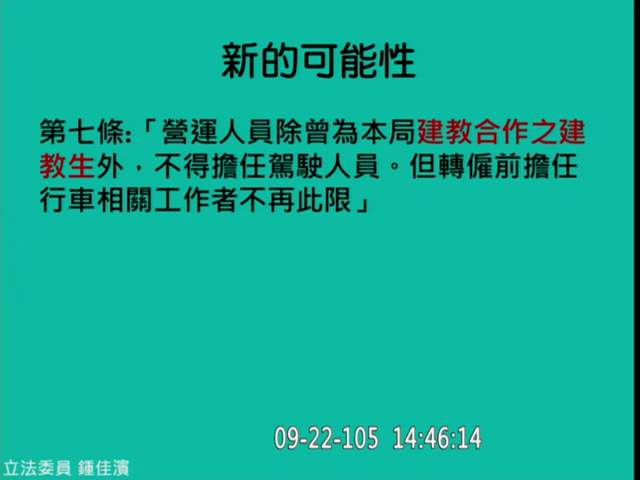 新的可能性
第七條:「營運人員除曾為本局建教合作之建
教生外，不得擔任駕駛人員。但轉僱前擔任
行車相關工作者不再此限」
09-22-105 14:46:14
立法委員 鍾佳濱